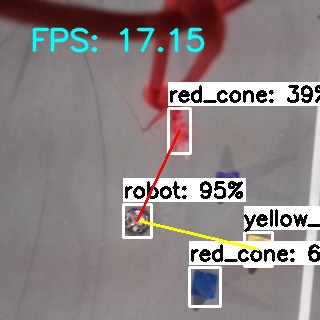 FPS: 17.15
red_cone: 39%
robot: 95%
yellow_
red_cone: 6